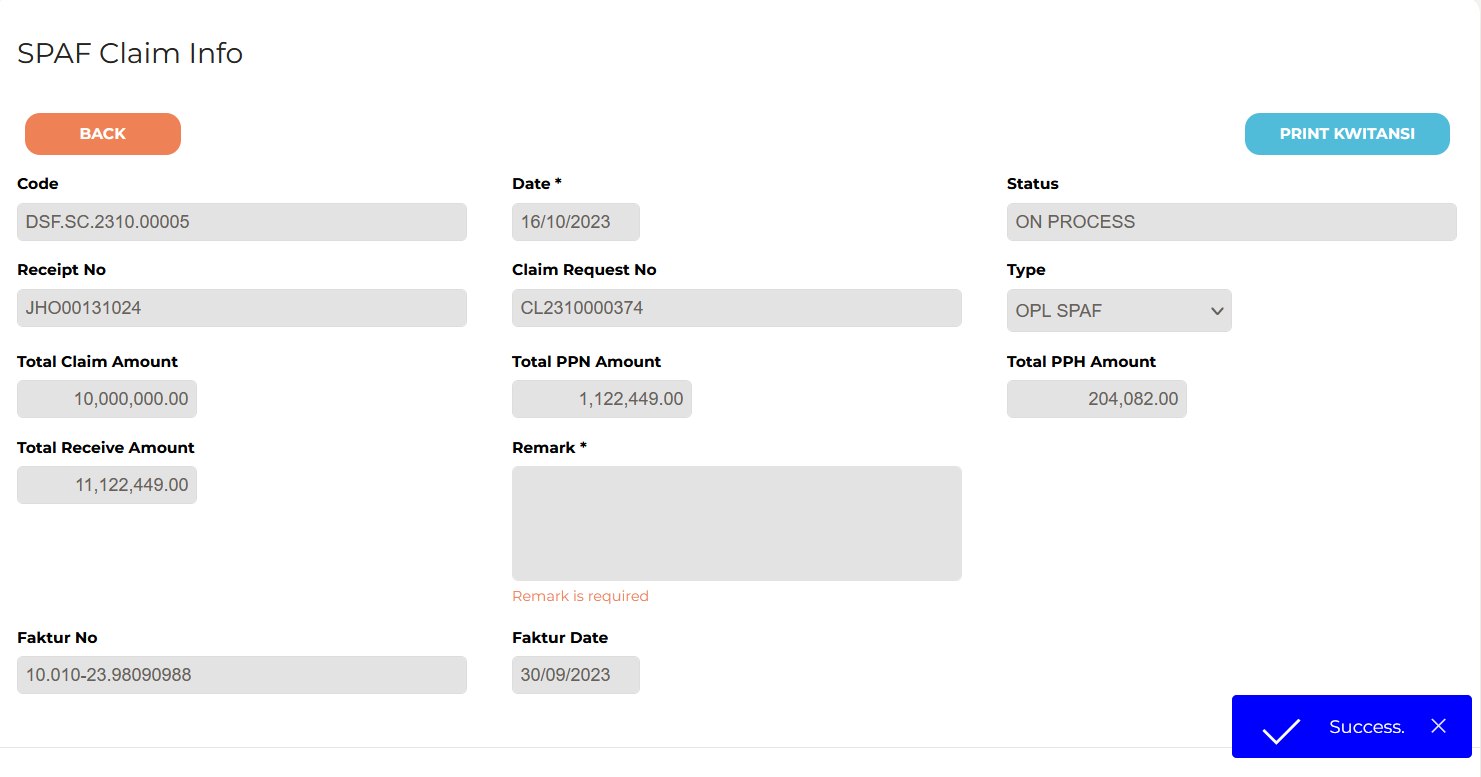 SPAF Claim Info
BACK
PRINT KWITANSI
Code
Date *
Status
DSF.SC.2310.00005
16/10/2023
ON PROCESS
Receipt No
Claim Request No
Type
JHO00131024
CL2310000374
OPL SPAF
Total Claim Amount
Total PPN Amount
Total PPH Amount
10,000,000.00
1,122,449.00
204,082.00
Total Receive Amount
Remark *
11,122,449.00
Remark is required
Faktur No
Faktur Date
10.010-23.98090988
30/09/2023
Success.